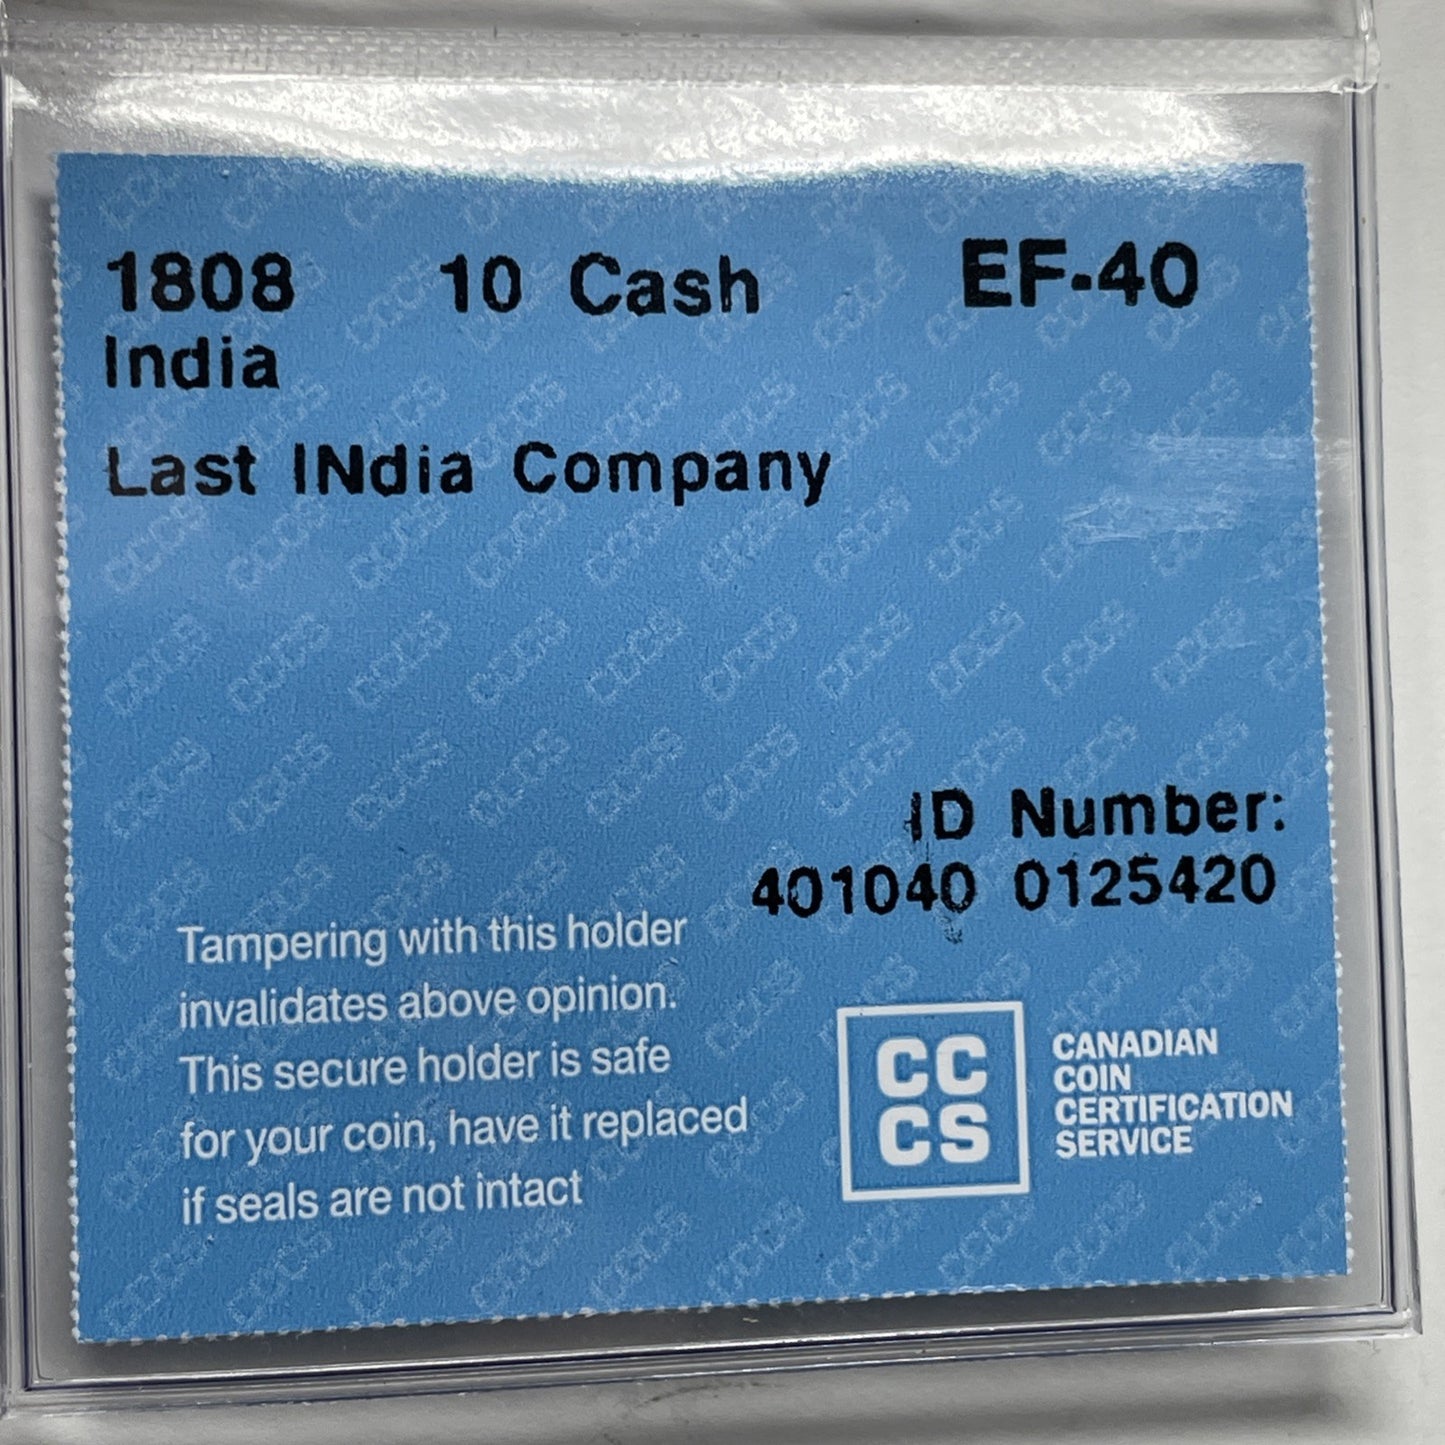 1808 10 Cash EF-40
India
Last INdia Company
ID Number:
401040 0125420
Tampering with this holder
invalidates above opinion.
This secure holder is safe
for your coin, have it replaced
if seals are not intact
CC
CS
CANADIAN
COIN
CERTIFICATION
SERVICE